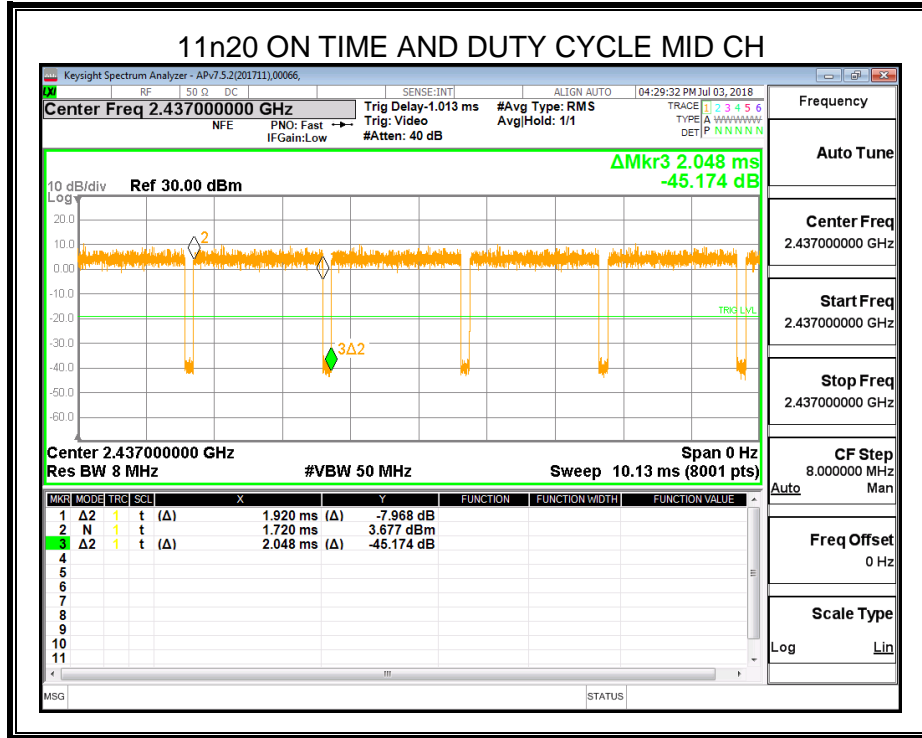 11n20 ON TIME AND DUTY CYCLE MID CH
Keysight Spectrum Analyzer - APv7.5.2(201711),00066,
LXI RF 50 Ω DC SENSE:INT ALIGN AUTO 04:29:32 PM Jul 03, 2018
Center Freq 2.437000000 GHz
NFE
PNO: Fast
IFGain:Low
Trig Delay-1.013 ms
Trig: Video
#Atten: 40 dB
#Avg Type: RMS
Avg|Hold: 1/1
TRACE 1 2 3 4 5 6
TYPE A WWWWW
DET P N N N N N
ΔMkr3 2.048 ms
-45.174 dB
10 dB/div Ref 30.00 dBm
Log
20.0
10.0
0.00
-10.0
-20.0
-30.0
-40.0
-50.0
-60.0
2
3Δ2
TRIG LVL
Center 2.437000000 GHz Span 0 Hz
Res BW 8 MHz #VBW 50 MHz Sweep 10.13 ms (8001 pts)
MKR MODE TRC SCL X Y FUNCTION FUNCTION WIDTH FUNCTION VALUE
1 Δ2 1 t (Δ) 1.920 ms (Δ) -7.968 dB
2 N 1 t 1.720 ms 3.677 dBm
3 Δ2 1 t (Δ) 2.048 ms (Δ) -45.174 dB
4
5
6
7
8
9
10
11
MSG STATUS
Frequency
Auto Tune
Center Freq
2.437000000 GHz
Start Freq
2.437000000 GHz
Stop Freq
2.437000000 GHz
CF Step
8.000000 MHz
Auto Man
Freq Offset
0 Hz
Scale Type
Log Lin